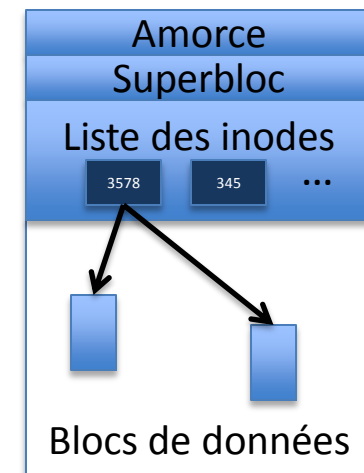 Amorce
Superbloc
Liste des inodes
3578 345 ...
Blocs de données